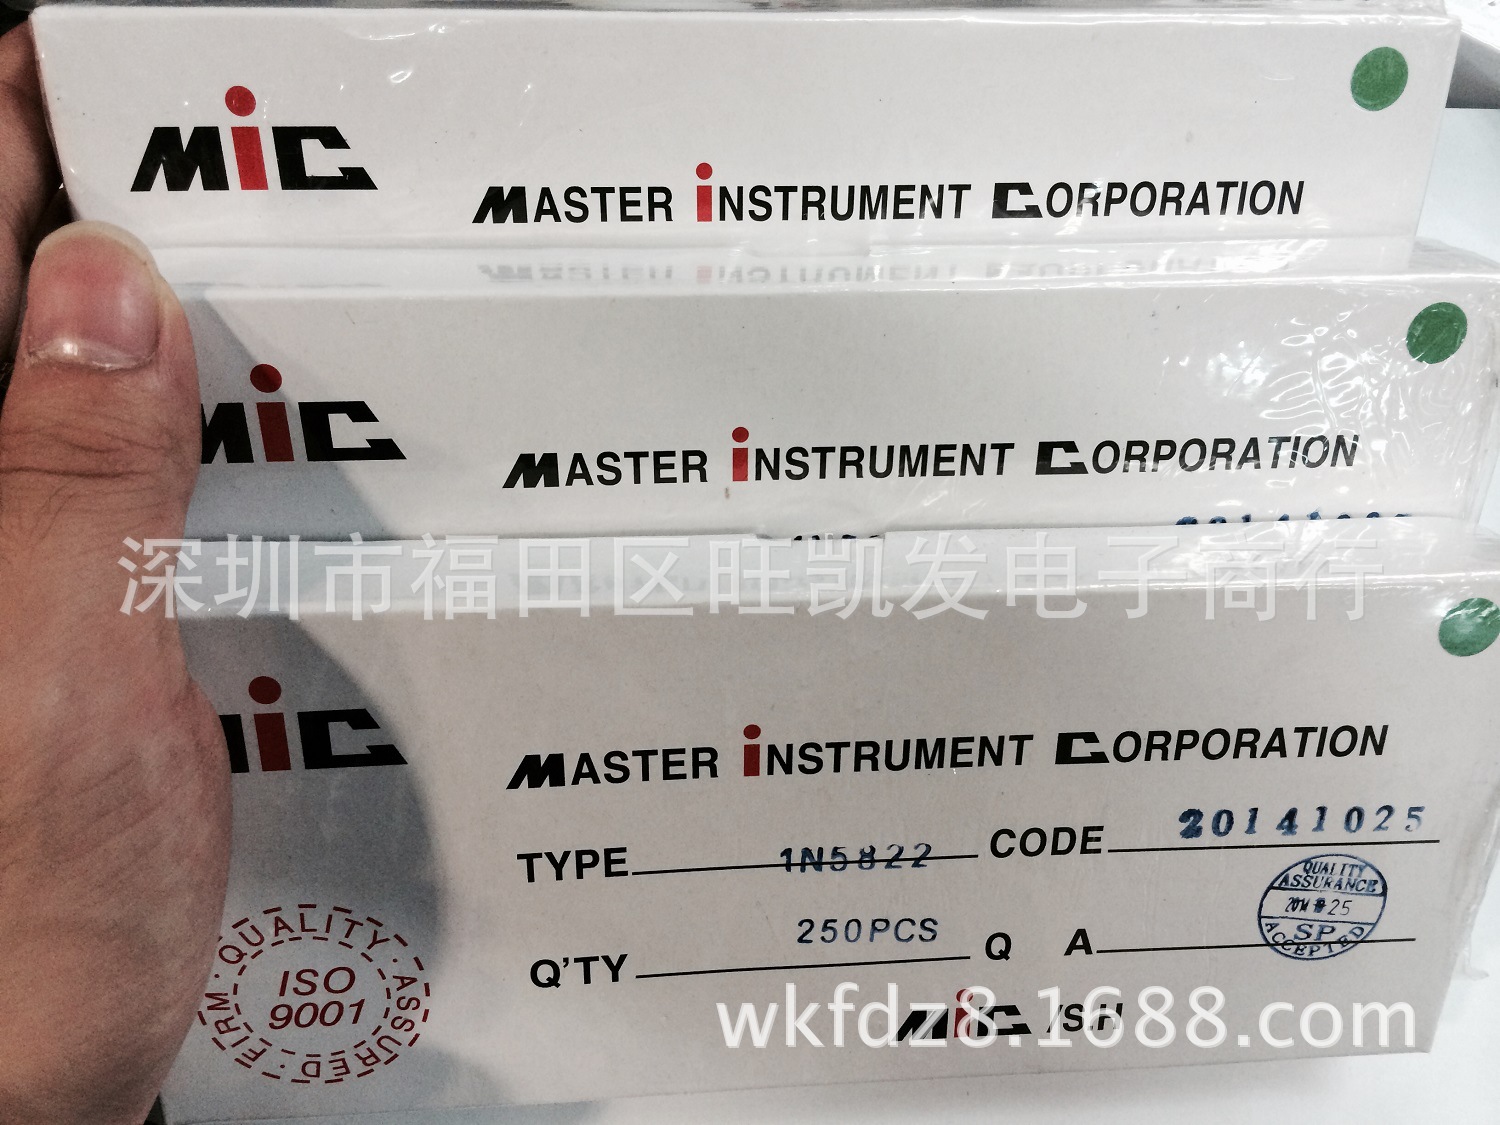 MiC
MASTER iNSTRUMENT CORPORATION
MiC
MASTER iNSTRUMENT CORPORATION
深圳市福田区旺凯发电子商行
MiC
MASTER iNSTRUMENT CORPORATION
TYPE 1N5822 CODE 20141025
Q'TY 250PCS Q A
QUALITY
ASSURANCE
SP
ACCEPTED
FIRM · QUALITY · ASSURED
ISO
9001
MiC /S.H
wkfdz8.1688.com